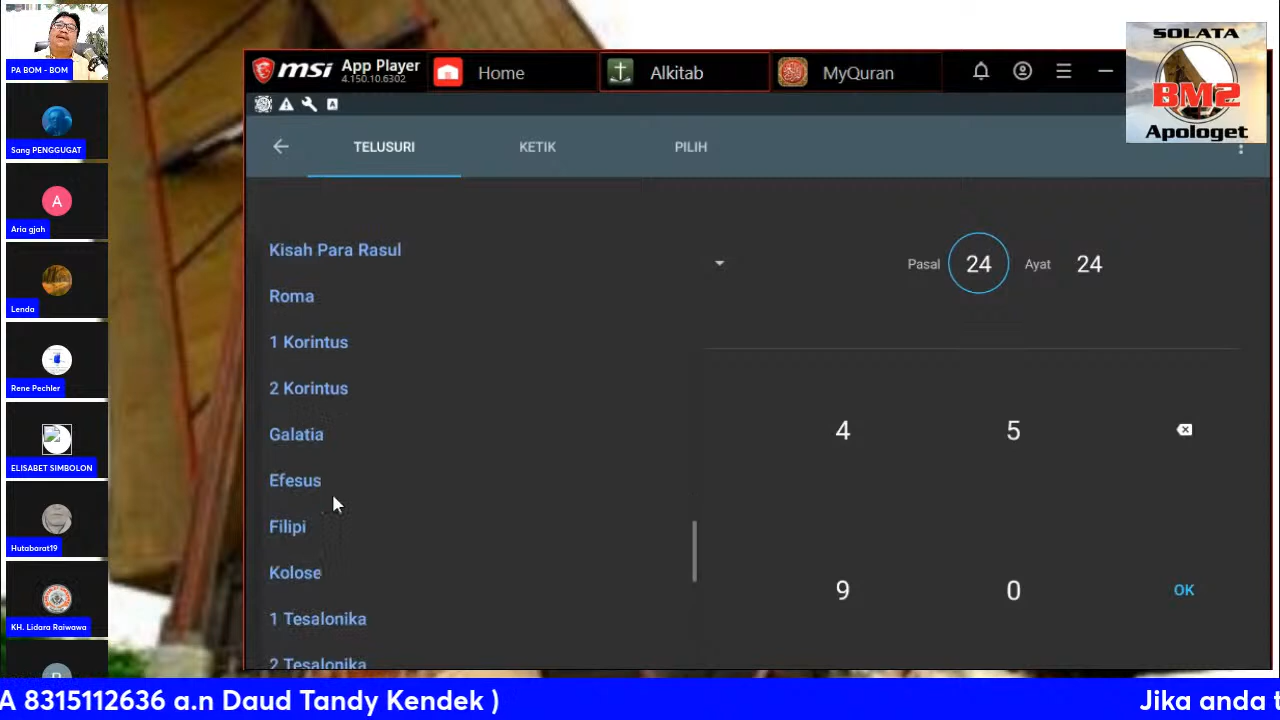 PA BOM - BOM
Sang PENGGUGAT
A
Aria gjah
Lenda
Rene Pechler
ELISABET SIMBOLON
Hutabarat19
KH. Lidara Raiwawa
msi App Player
4.150.10.6302
Home
Alkitab
MyQuran
SOLATA
BM2
Apologet
TELUSURI
KETIK
PILIH
Kisah Para Rasul
Roma
1 Korintus
2 Korintus
Galatia
Efesus
Filipi
Kolose
1 Tesalonika
2 Tesalonika
Pasal 24 Ayat 24
4 5
9 0 OK
A 8315112636 a.n Daud Tandy Kendek )
Jika anda t